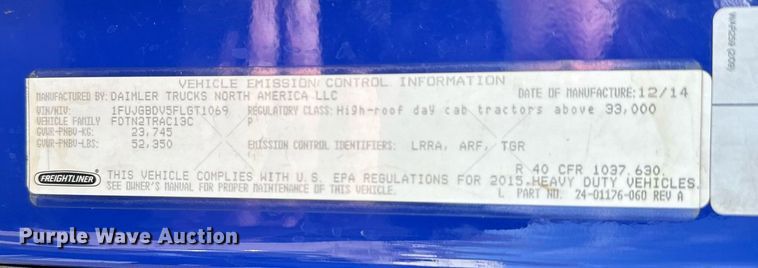 WAP259 (2/09)
VEHICLE EMISSION CONTROL INFORMATION
MANUFACTURED BY: DAIMLER TRUCKS NORTH AMERICA LLC DATE OF MANUFACTURE: 12/14
VIN/NIV: 1FUJGBDV5FLGT1069 REGULATORY CLASS: High-roof day cab tractors above 33,000
VEHICLE FAMILY FDTN2TRAC13C P
GVWR-PNBV-KG: 23,745
GVWR-PNBV-LBS: 52,350 EMISSION CONTROL IDENTIFIERS: LRRA, ARF, TGR
R 40 CFR 1037.630.
FREIGHTLINER THIS VEHICLE COMPLIES WITH U.S. EPA REGULATIONS FOR 2015 HEAVY DUTY VEHICLES.
SEE OWNER'S MANUAL FOR PROPER MAINTENANCE OF THIS VEHICLE. L PART NO. 24-01176-060 REV A
Purple Wave Auction